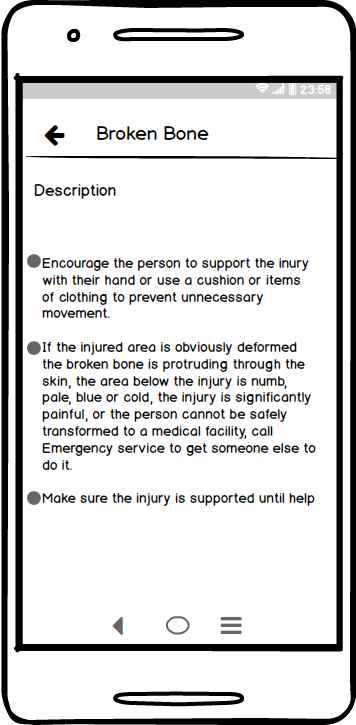 23:58
Broken Bone
Description
Encourage the person to support the inury
with their hand or use a cushion or items
of clothing to prevent unnecessary
movement.
If the injured area is obviously deformed
the broken bone is protruding through the
skin, the area below the injury is numb,
pale, blue or cold, the injury is significantly
painful, or the person cannot be safely
transformed to a medical facility, call
Emergency service to get someone else to
do it.
Make sure the injury is supported until help